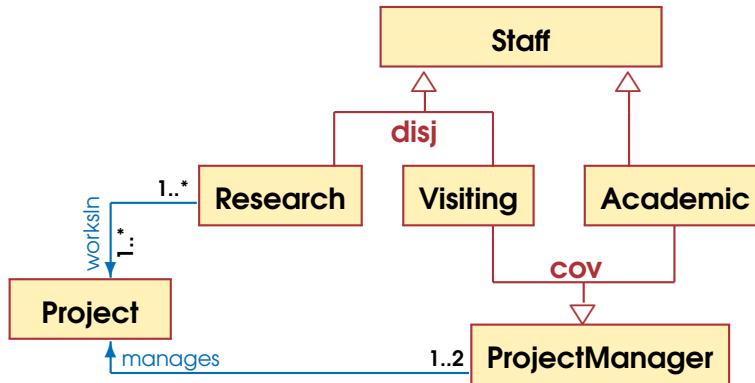 Staff
disj
1..*
Research
Visiting
Academic
worksIn
1..*
cov
Project
manages
1..2
ProjectManager